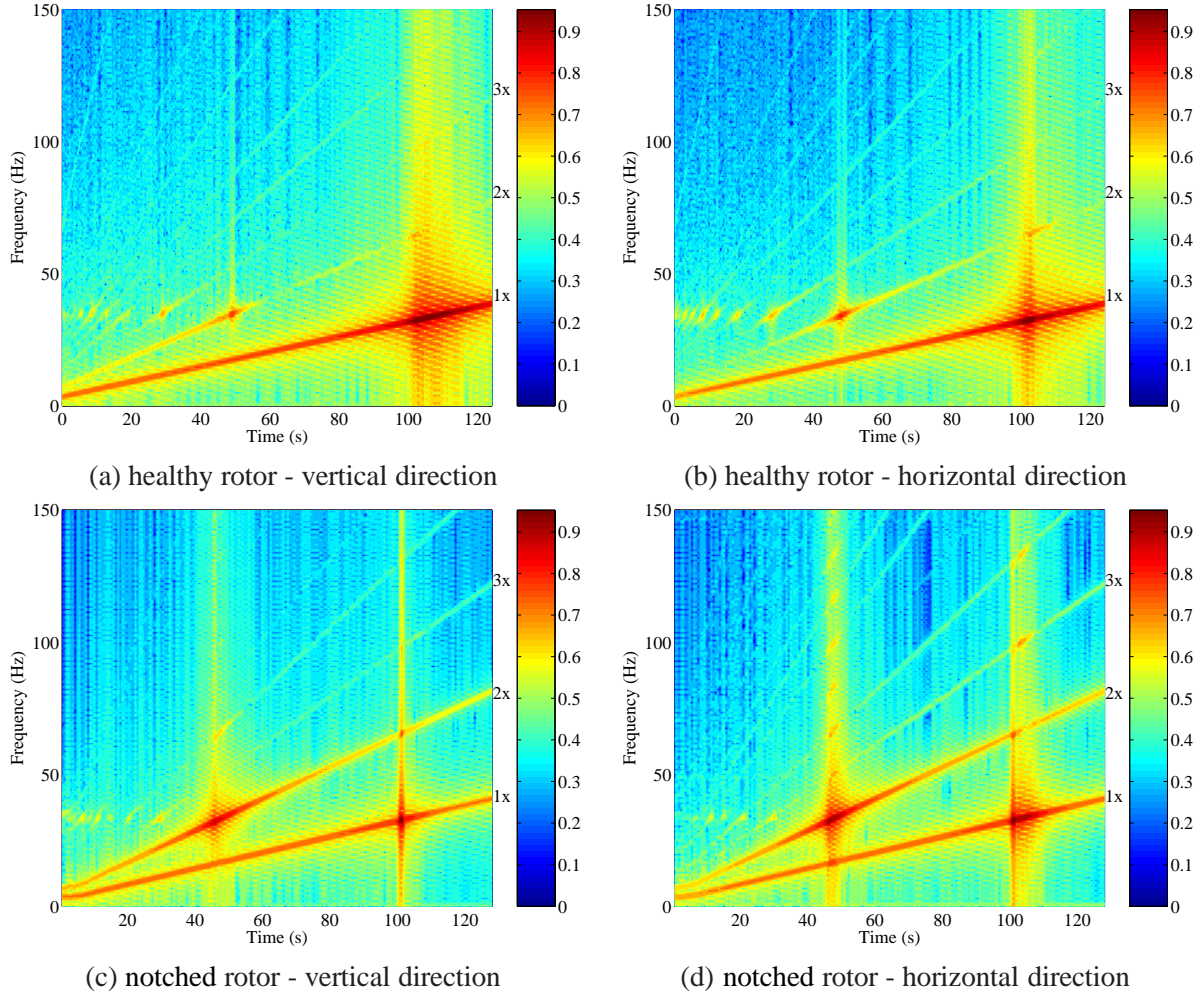 150
100
50
0
Frequency (Hz)
0 20 40 60 80 100 120
Time (s)
3x
2x
1x
0.9
0.8
0.7
0.6
0.5
0.4
0.3
0.2
0.1
0
(a) healthy rotor - vertical direction
150
100
50
0
Frequency (Hz)
0 20 40 60 80 100 120
Time (s)
3x
2x
1x
0.9
0.8
0.7
0.6
0.5
0.4
0.3
0.2
0.1
0
(b) healthy rotor - horizontal direction
150
100
50
0
Frequency (Hz)
20 40 60 80 100 120
Time (s)
3x
2x
1x
0.9
0.8
0.7
0.6
0.5
0.4
0.3
0.2
0.1
0
(c) notched rotor - vertical direction
150
100
50
0
Frequency (Hz)
20 40 60 80 100 120
Time (s)
3x
2x
1x
0.9
0.8
0.7
0.6
0.5
0.4
0.3
0.2
0.1
0
(d) notched rotor - horizontal direction